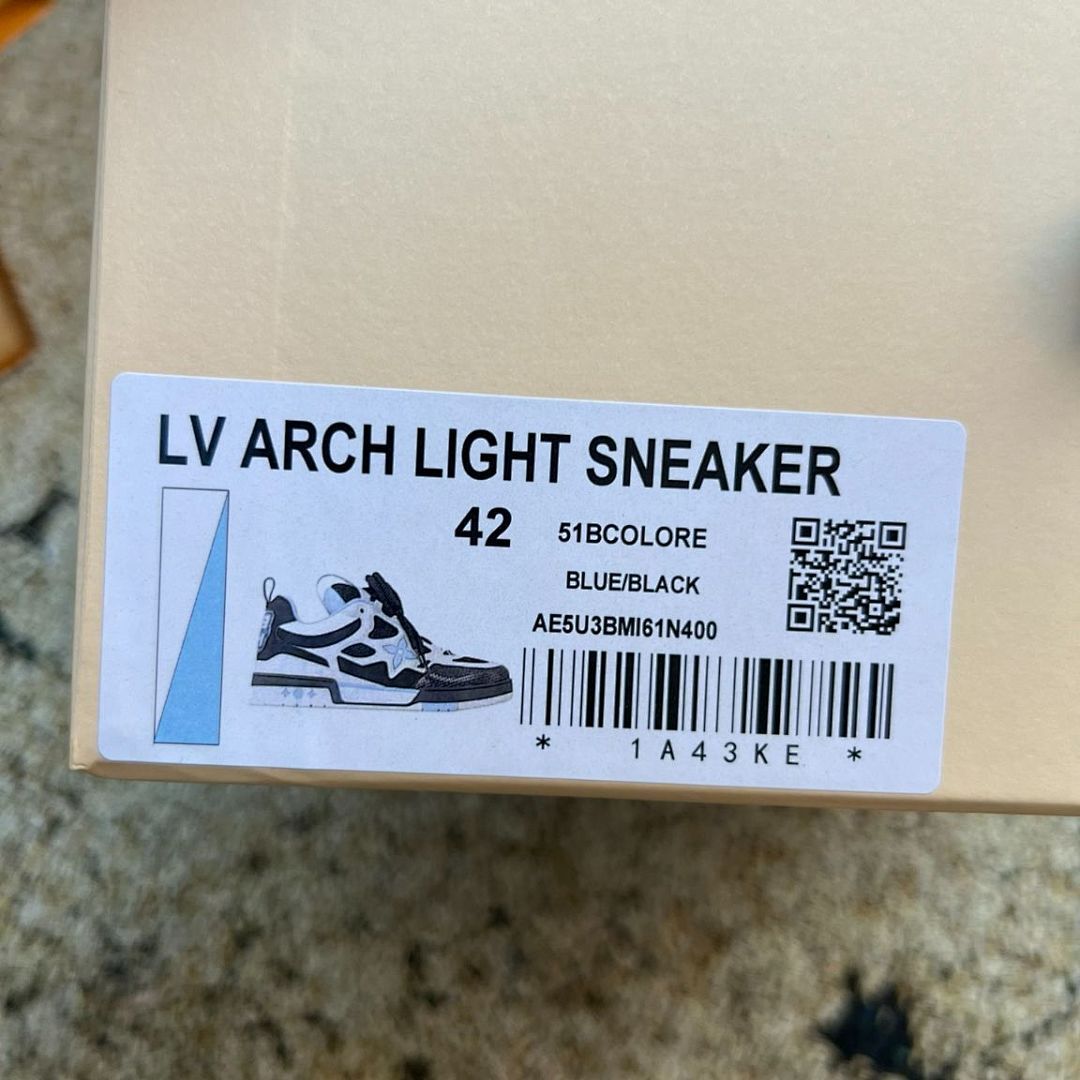 LV ARCH LIGHT SNEAKER
42
51BCOLORE
BLUE/BLACK
AE5U3BMI61N400
* 1A43KE *